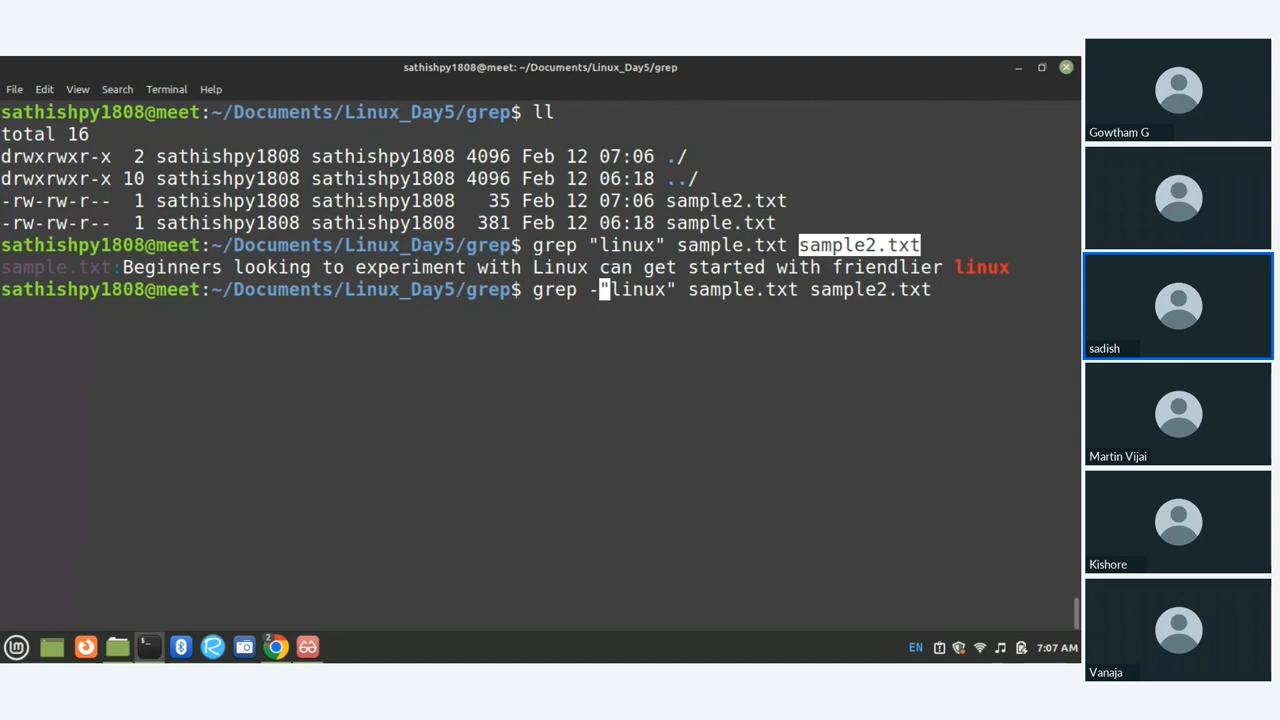 sathishpy1808@meet: ~/Documents/Linux_Day5/grep
File Edit View Search Terminal Help
sathishpy1808@meet:~/Documents/Linux_Day5/grep$ ll
total 16
drwxrwxr-x 2 sathishpy1808 sathishpy1808 4096 Feb 12 07:06 ./
drwxrwxr-x 10 sathishpy1808 sathishpy1808 4096 Feb 12 06:18 ../
-rw-rw-r-- 1 sathishpy1808 sathishpy1808 35 Feb 12 07:06 sample2.txt
-rw-rw-r-- 1 sathishpy1808 sathishpy1808 381 Feb 12 06:18 sample.txt
sathishpy1808@meet:~/Documents/Linux_Day5/grep$ grep "linux" sample.txt sample2.txt
sample.txt:Beginners looking to experiment with Linux can get started with friendlier linux
sathishpy1808@meet:~/Documents/Linux_Day5/grep$ grep -"linux" sample.txt sample2.txt
2
EN 7:07 AM
Gowtham G
sadish
Martin Vijai
Kishore
Vanaja